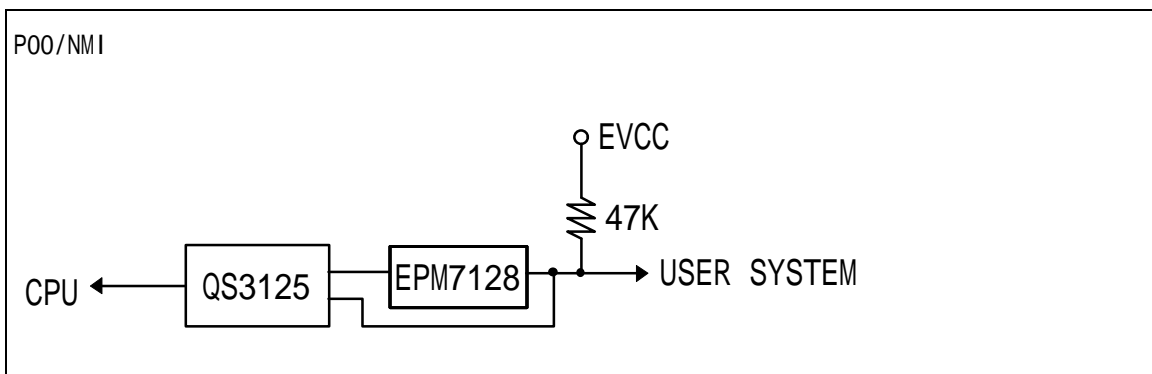 P00/NMI
EVCC
47K
CPU
QS3125
EPM7128
USER SYSTEM